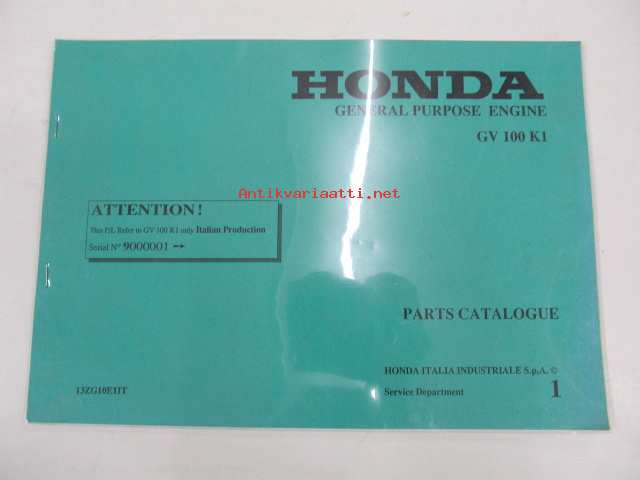 HONDA
GENERAL PURPOSE ENGINE
GV 100 K1
Antikvariaatti.net
ATTENTION!
This P.L Refer to GV 100 K1 only Italian Production
Serial N° 9000001 →
PARTS CATALOGUE
HONDA ITALIA INDUSTRIALE S.p.A. ©
13ZG10E1IT
Service Department 1